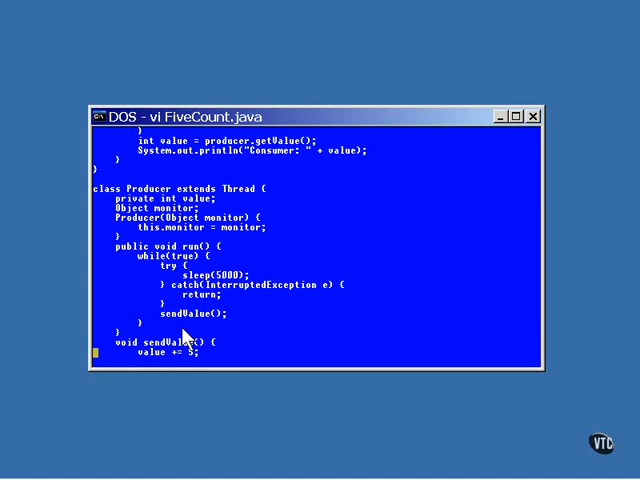 C:\ DOS - vi FiveCount.java
}
int value = producer.getValue();
System.out.println("Consumer: " + value);
}
}
class Producer extends Thread {
private int value;
Object monitor;
Producer(Object monitor) {
this.monitor = monitor;
}
public void run() {
while(true) {
try {
sleep(5000);
} catch(InterruptedException e) {
return;
}
sendValue();
}
}
void sendValue() {
value += 5;
VTC